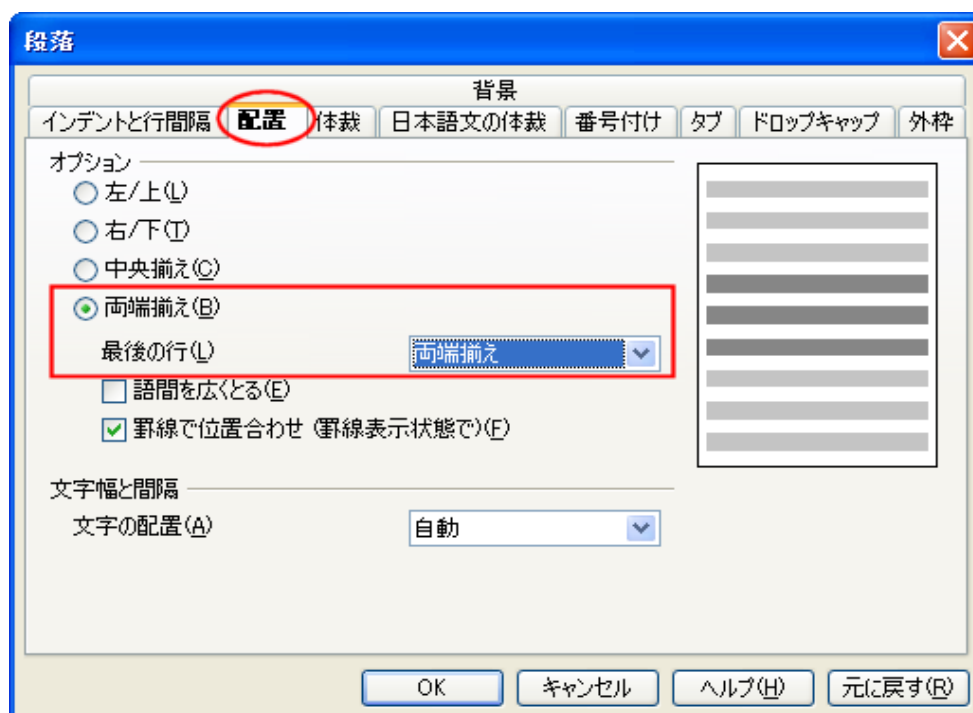 段落
背景
インデントと行間隔 配置 体裁 日本語文の体裁 番号付け タブ ドロップキャップ 外枠
オプション
左/上(L)
右/下(T)
中央揃え(C)
両端揃え(B)
最後の行(L) 両端揃え
語間を広くとる(E)
罫線で位置合わせ (罫線表示状態で)(F)
文字幅と間隔
文字の配置(A) 自動
OK キャンセル ヘルプ(H) 元に戻す(R)